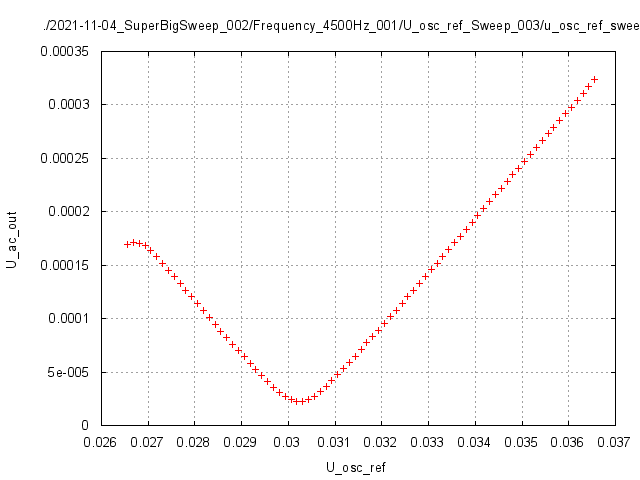 ./2021-11-04_SuperBigSweep_002/Frequency_4500Hz_001/U_osc_ref_Sweep_003/u_osc_ref_swee
0.00035
0.0003
0.00025
0.0002
0.00015
0.0001
5e-005
0
U_ac_out
0.026 0.027 0.028 0.029 0.03 0.031 0.032 0.033 0.034 0.035 0.036 0.037
U_osc_ref